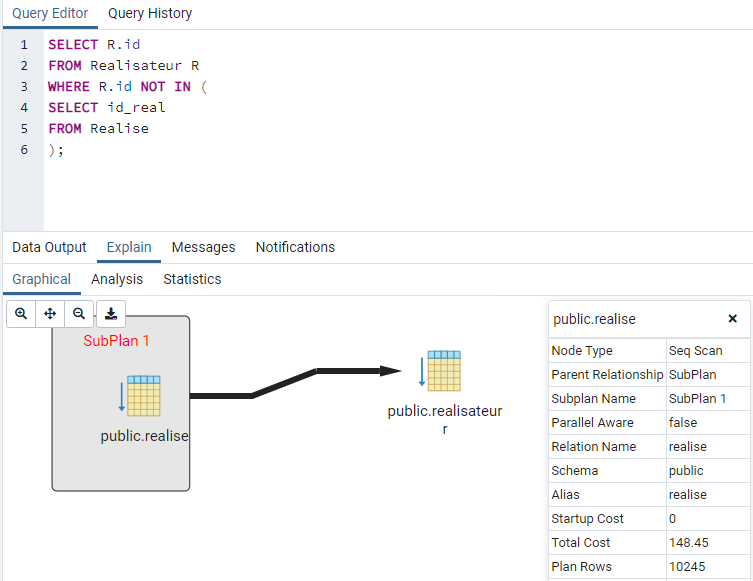 Query Editor Query History
1 SELECT R.id
2 FROM Realisateur R
3 WHERE R.id NOT IN (
4 SELECT id_real
5 FROM Realise
6 );
Data Output Explain Messages Notifications
Graphical Analysis Statistics
SubPlan 1
public.realise
public.realisateur
r
public.realise ×
Node Type Seq Scan
Parent Relationship SubPlan
Subplan Name SubPlan 1
Parallel Aware false
Relation Name realise
Schema public
Alias realise
Startup Cost 0
Total Cost 148.45
Plan Rows 10245